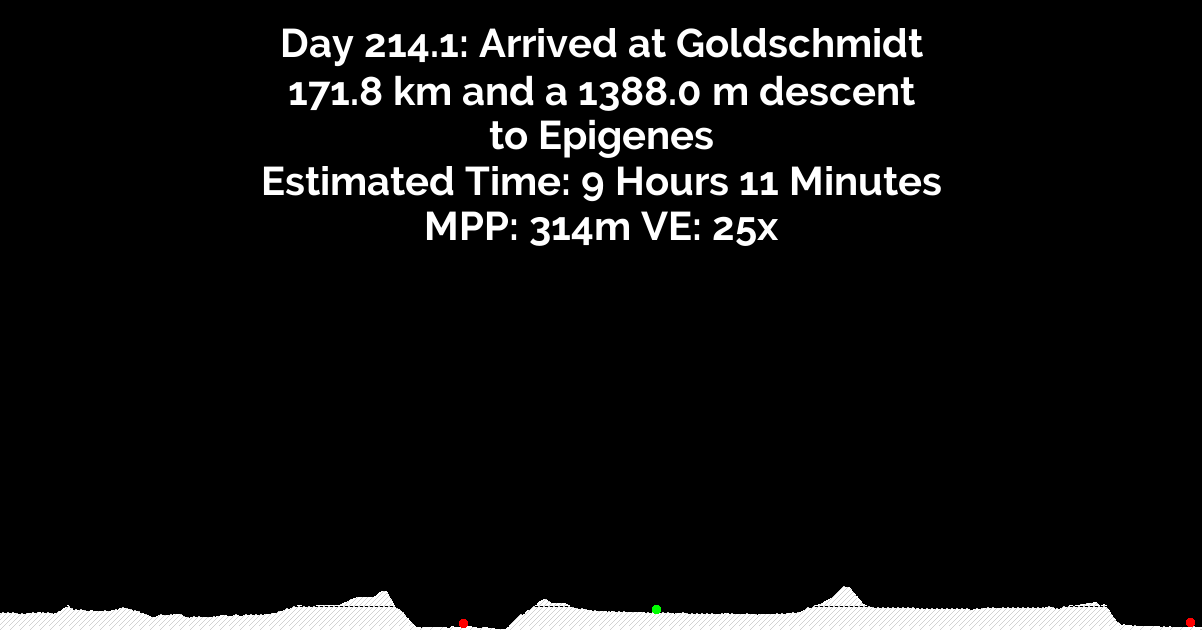 Day 214.1: Arrived at Goldschmidt
171.8 km and a 1388.0 m descent
to Epigenes
Estimated Time: 9 Hours 11 Minutes
MPP: 314m VE: 25x